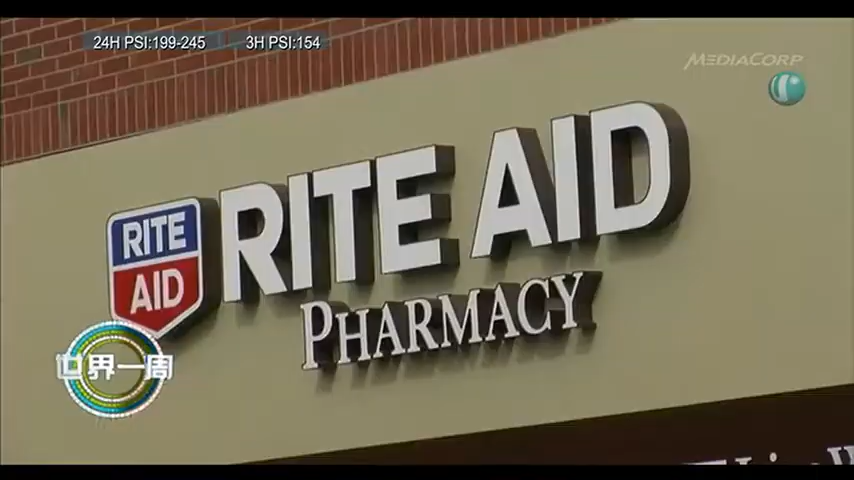 24H PSI:199-245 3H PSI:154
MEDIACORP
RITE AID
RITE
AID
PHARMACY
世界一周